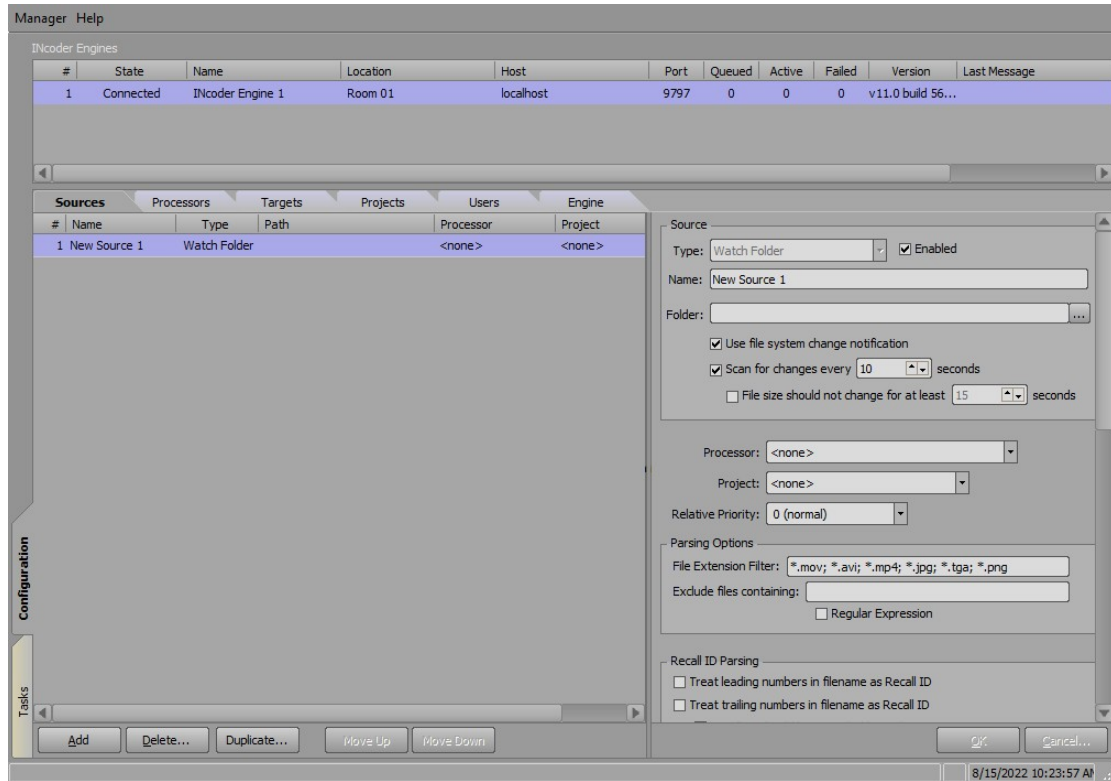 Manager Help
INcoder Engines
# State Name Location Host Port Queued Active Failed Version Last Message
1 Connected INcoder Engine 1 Room 01 localhost 9797 0 0 0 v11.0 build 56...
Sources Processors Targets Projects Users Engine
# Name Type Path Processor Project
1 New Source 1 Watch Folder <none> <none>
Source
Type: Watch Folder Enabled
Name: New Source 1
Folder: ...
Use file system change notification
Scan for changes every 10 seconds
File size should not change for at least 15 seconds
Processor: <none>
Project: <none>
Relative Priority: 0 (normal)
Parsing Options
File Extension Filter: *.mov; *.avi; *.mp4; *.jpg; *.tga; *.png
Exclude files containing:
Regular Expression
Recall ID Parsing
Treat leading numbers in filename as Recall ID
Treat trailing numbers in filename as Recall ID
Configuration
Tasks
Add Delete... Duplicate... Move Up Move Down OK Cancel...
8/15/2022 10:23:57 AM